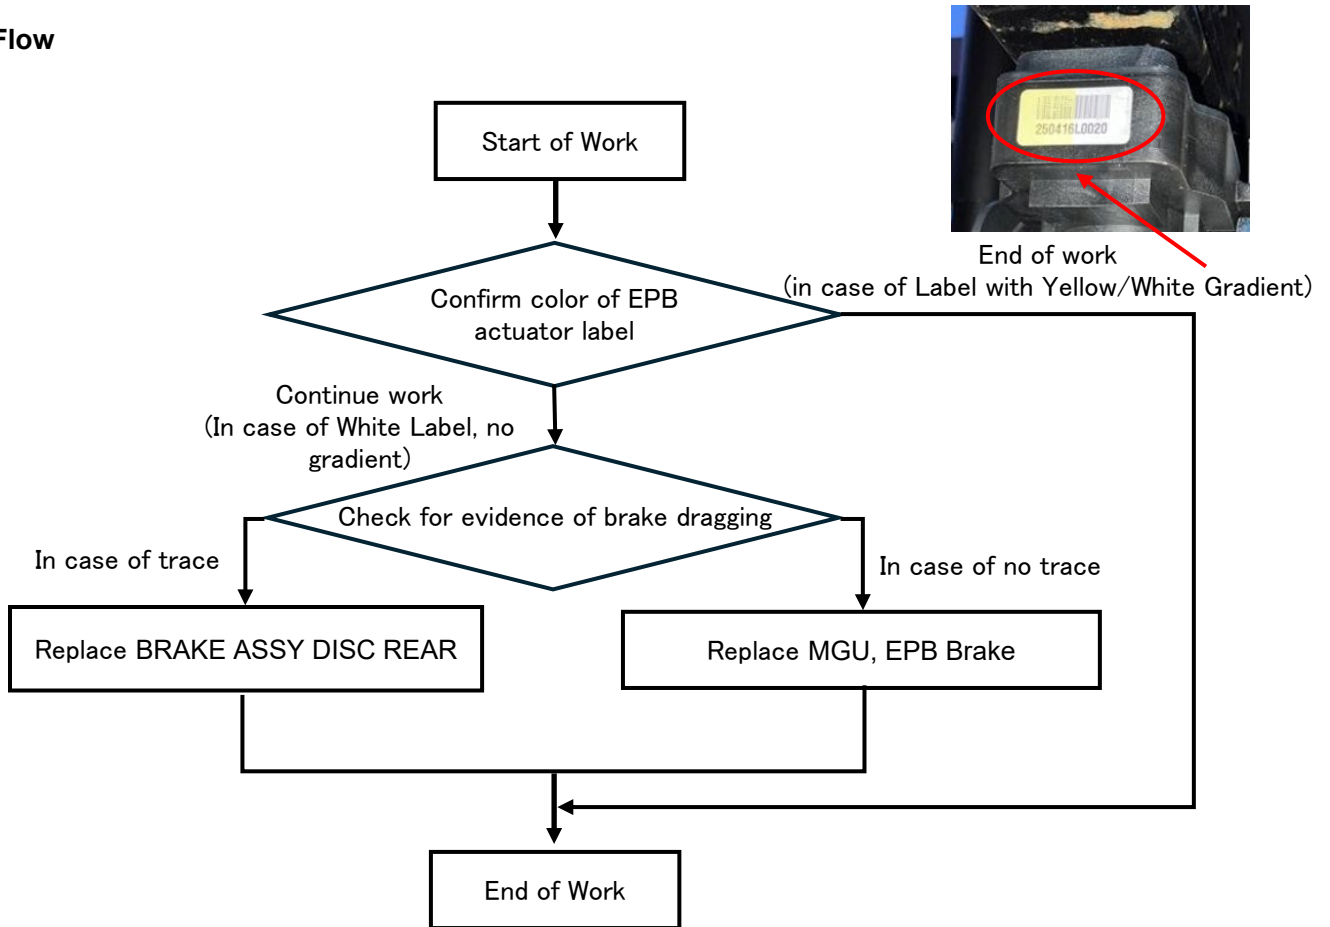 Flow
250416L0020
Start of Work
End of work
(in case of Label with Yellow/White Gradient)
Confirm color of EPB
actuator label
Continue work
(In case of White Label, no
gradient)
Check for evidence of brake dragging
In case of trace
In case of no trace
Replace BRAKE ASSY DISC REAR
Replace MGU, EPB Brake
End of Work